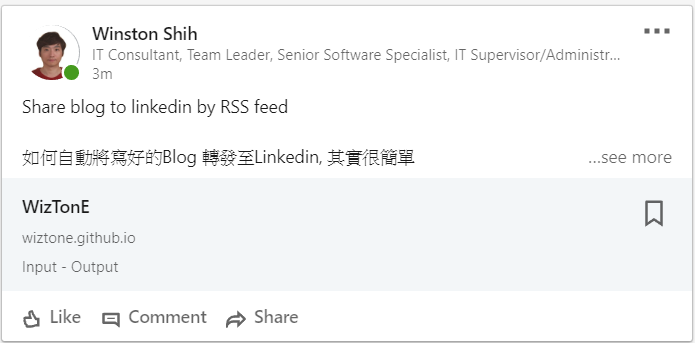 Winston Shih
IT Consultant, Team Leader, Senior Software Specialist, IT Supervisor/Administr...
3m
Share blog to linkedin by RSS feed
如何自動將寫好的Blog 轉發至Linkedin, 其實很簡單
...see more
WizTonE
wiztone.github.io
Input - Output
Like Comment Share